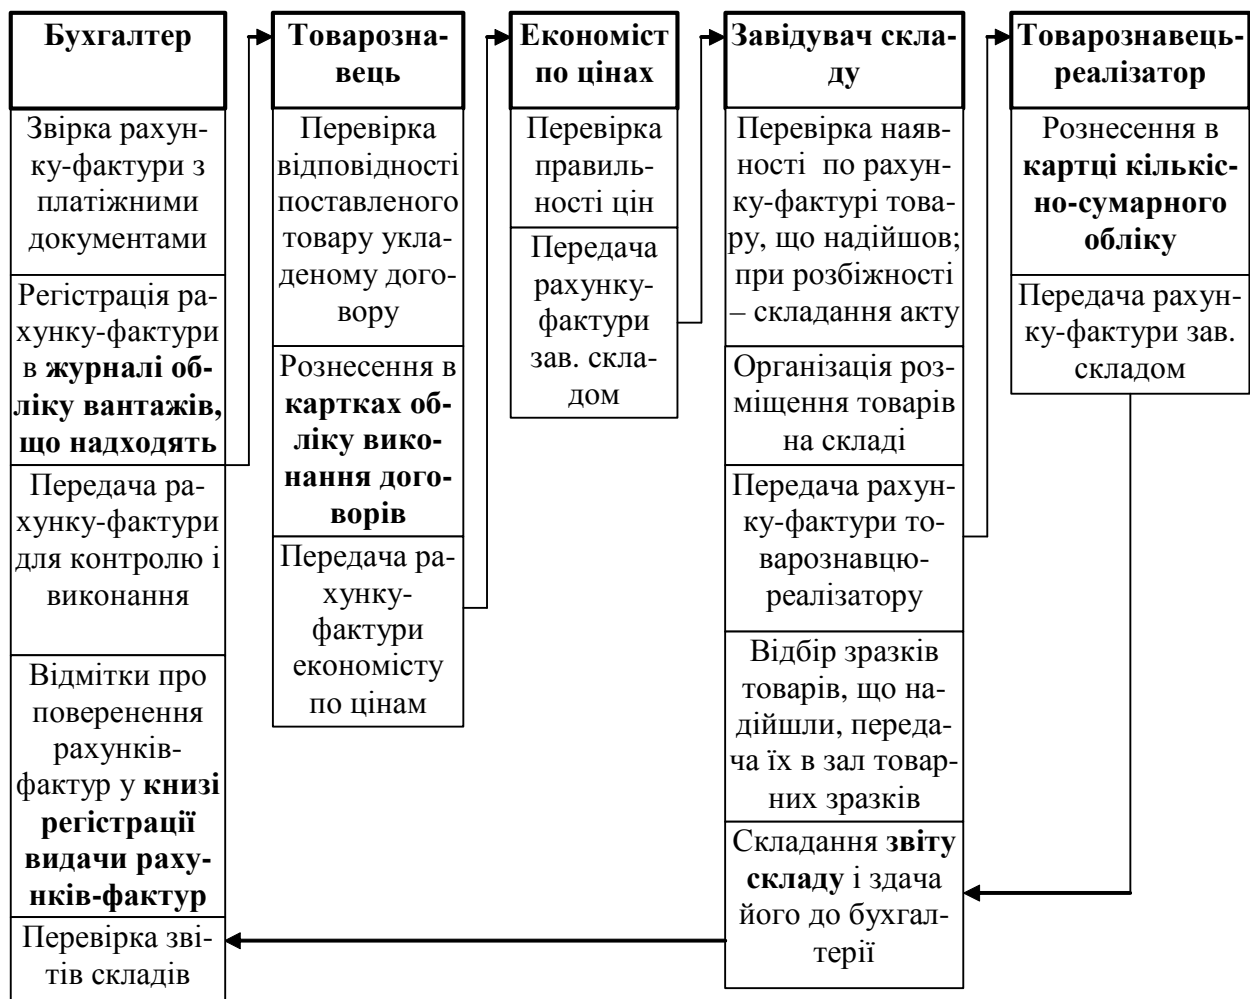 Бухгалтер
Звірка рахун-
ку-фактури з
платіжними
документами
Регістрація ра-
хунку-фактури
в журналі об-
ліку вантажів,
що надходять
Передача ра-
хунку-фактури
для контролю і
виконання
Відмітки про
поверенення
рахунків-
фактур у книзі
регістрації
видачи раху-
нків-фактур
Перевірка зві-
тів складів
Товарозна-
вець
Перевірка
відповідності
поставленого
товару укла-
деному дого-
вору
Рознесення в
картках об-
ліку вико-
нання дого-
ворів
Передача ра-
хунку-
фактури
економісту
по цінам
Економіст
по цінах
Перевірка
правиль-
ності цін
Передача
рахунку-
фактури
зав. скла-
дом
Завідувач скла-
ду
Перевірка наяв-
ності по рахун-
ку-фактурі това-
ру, що надійшов;
при розбіжності
– складання акту
Організація роз-
міщення товарів
на складі
Передача рахун-
ку-фактури то-
варознавцю-
реалізатору
Відбір зразків
товарів, що на-
дійшли, переда-
ча їх в зал товар-
них зразків
Складання звіту
складу і здача
його до бухгал-
терії
Товарознавець-
реалізатор
Рознесення в
картці кількіс-
но-сумарного
обліку
Передача рахун-
ку-фактури зав.
складом